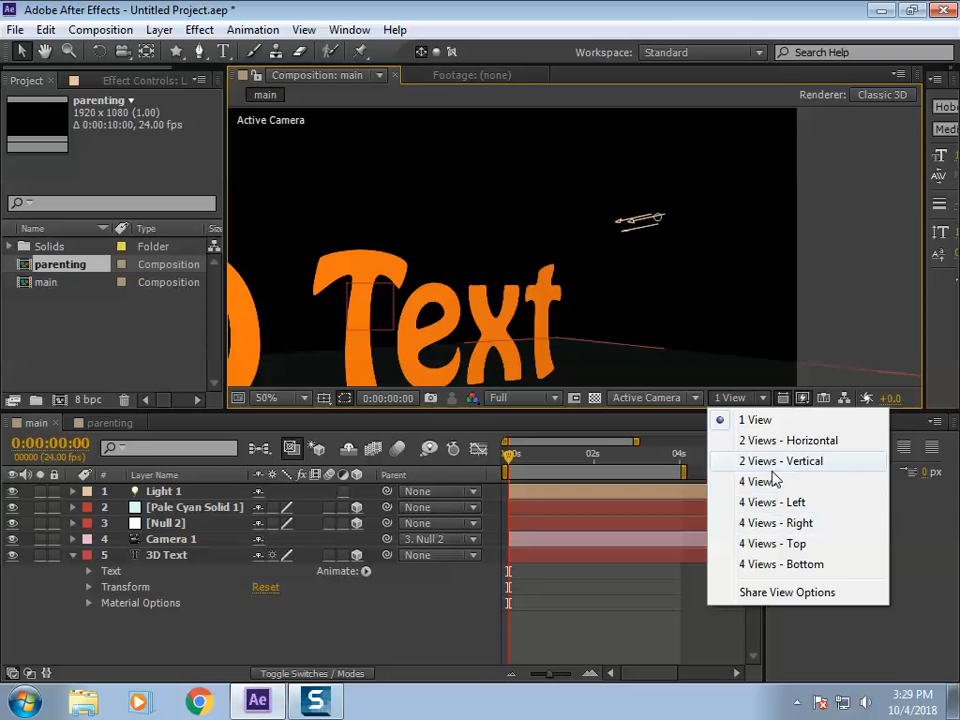 Adobe After Effects - Untitled Project.aep *
File Edit Composition Layer Effect Animation View Window Help
Workspace: Standard Search Help
Project Effect Controls: L Composition: main Footage: (none)
parenting
1920 x 1080 (1.00)
Δ 0:00:10:00, 24.00 fps
main
Renderer: Classic 3D
Active Camera
Text
Name Type Size
Solids Folder
parenting Composition
main Composition
8 bpc
50% 0:00:00:00 Full Active Camera 1 View +0.0
1 View
2 Views - Horizontal
2 Views - Vertical
4 Views
4 Views - Left
4 Views - Right
4 Views - Top
4 Views - Bottom
Share View Options
main parenting
0:00:00:00
00000 (24.00 fps)
:00s 02s 04s
0 px
# Layer Name Parent
1 Light 1 None
2 [Pale Cyan Solid 1] None
3 [Null 2] None
4 Camera 1 3. Null 2
5 3D Text None
Text Animate:
Transform Reset
Material Options
Toggle Switches / Modes
3:29 PM
10/4/2018